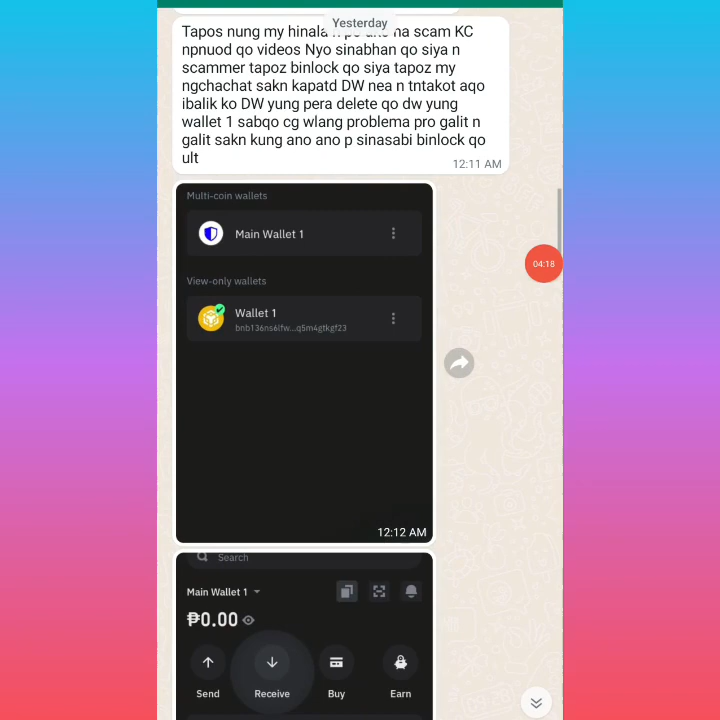 Yesterday
Tapos nung my hinala n scam KC
npnuod qo videos Nyo sinabhan qo siya n
scammer tapoz binlock qo siya tapoz my
ngchachat sakn kapatd DW nea n tntakot aqo
ibalik ko DW yung pera delete qo dw yung
wallet 1 sabqo cg wlang problema pro galit n
galit sakn kung ano ano p sinasabi binlock qo
ult
12:11 AM
Multi-coin wallets
Main Wallet 1
View-only wallets
Wallet 1
bnb136ns6lfw...q5m4gtkgf23
04:18
12:12 AM
Search
Main Wallet 1
₱0.00
Send Receive Buy Earn